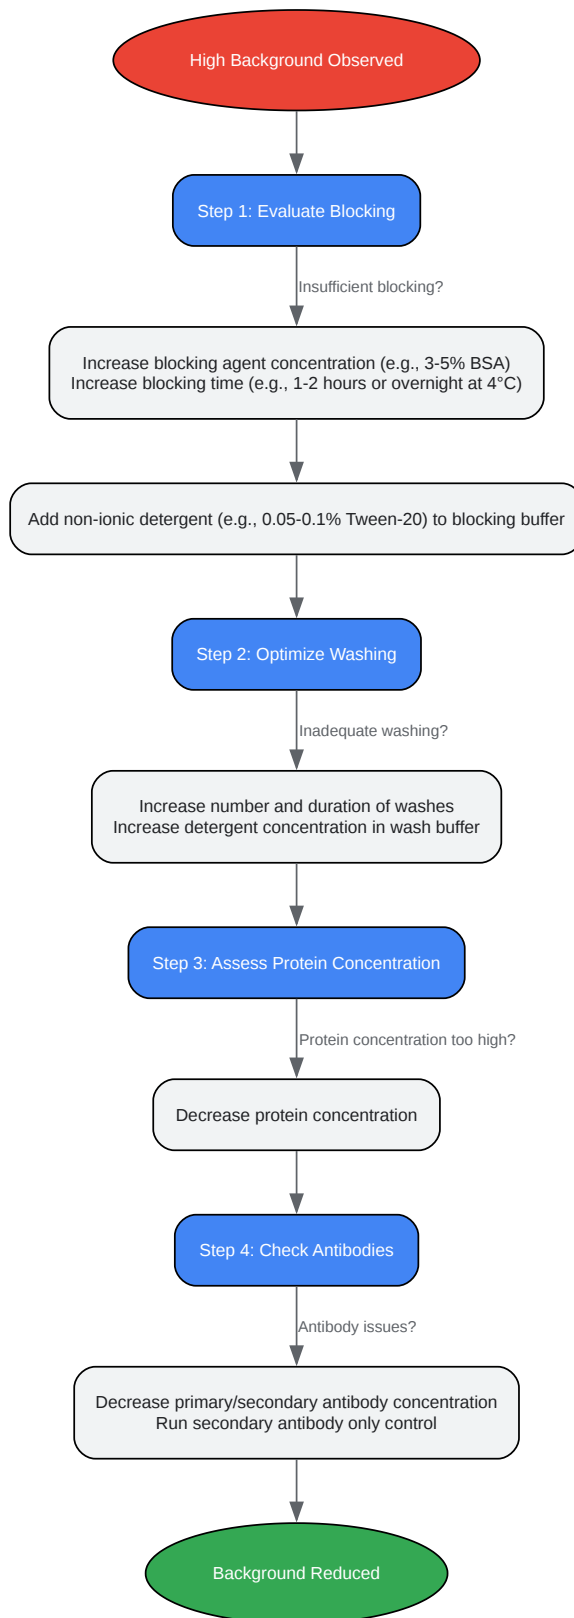 High Background Observed
Step 1: Evaluate Blocking
Insufficient blocking?
Increase blocking agent concentration (e.g., 3-5% BSA)
Increase blocking time (e.g., 1-2 hours or overnight at 4°C)
Add non-ionic detergent (e.g., 0.05-0.1% Tween-20) to blocking buffer
Step 2: Optimize Washing
Inadequate washing?
Increase number and duration of washes
Increase detergent concentration in wash buffer
Step 3: Assess Protein Concentration
Protein concentration too high?
Decrease protein concentration
Step 4: Check Antibodies
Antibody issues?
Decrease primary/secondary antibody concentration
Run secondary antibody only control
Background Reduced